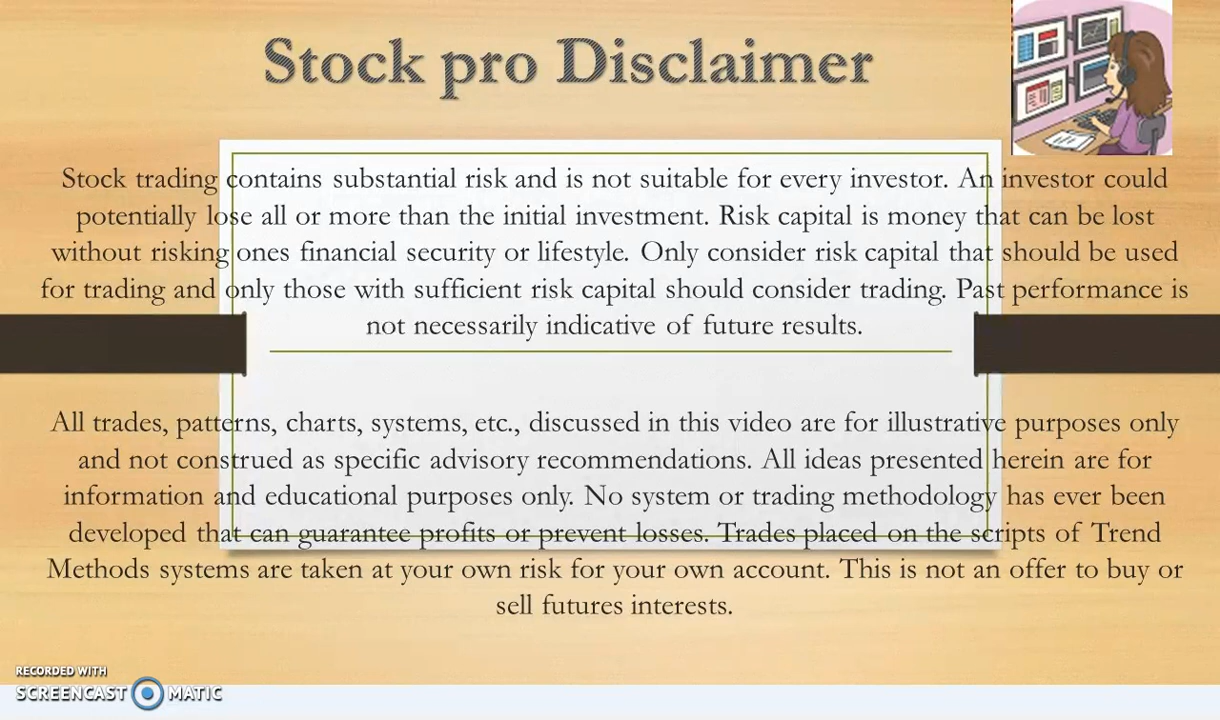 Stock pro Disclaimer
Stock trading contains substantial risk and is not suitable for every investor. An investor could
potentially lose all or more than the initial investment. Risk capital is money that can be lost
without risking ones financial security or lifestyle. Only consider risk capital that should be used
for trading and only those with sufficient risk capital should consider trading. Past performance is
not necessarily indicative of future results.
All trades, patterns, charts, systems, etc., discussed in this video are for illustrative purposes only
and not construed as specific advisory recommendations. All ideas presented herein are for
information and educational purposes only. No system or trading methodology has ever been
developed that can guarantee profits or prevent losses. Trades placed on the scripts of Trend
Methods systems are taken at your own risk for your own account. This is not an offer to buy or
sell futures interests.
RECORDED WITH
SCREENCAST MATIC